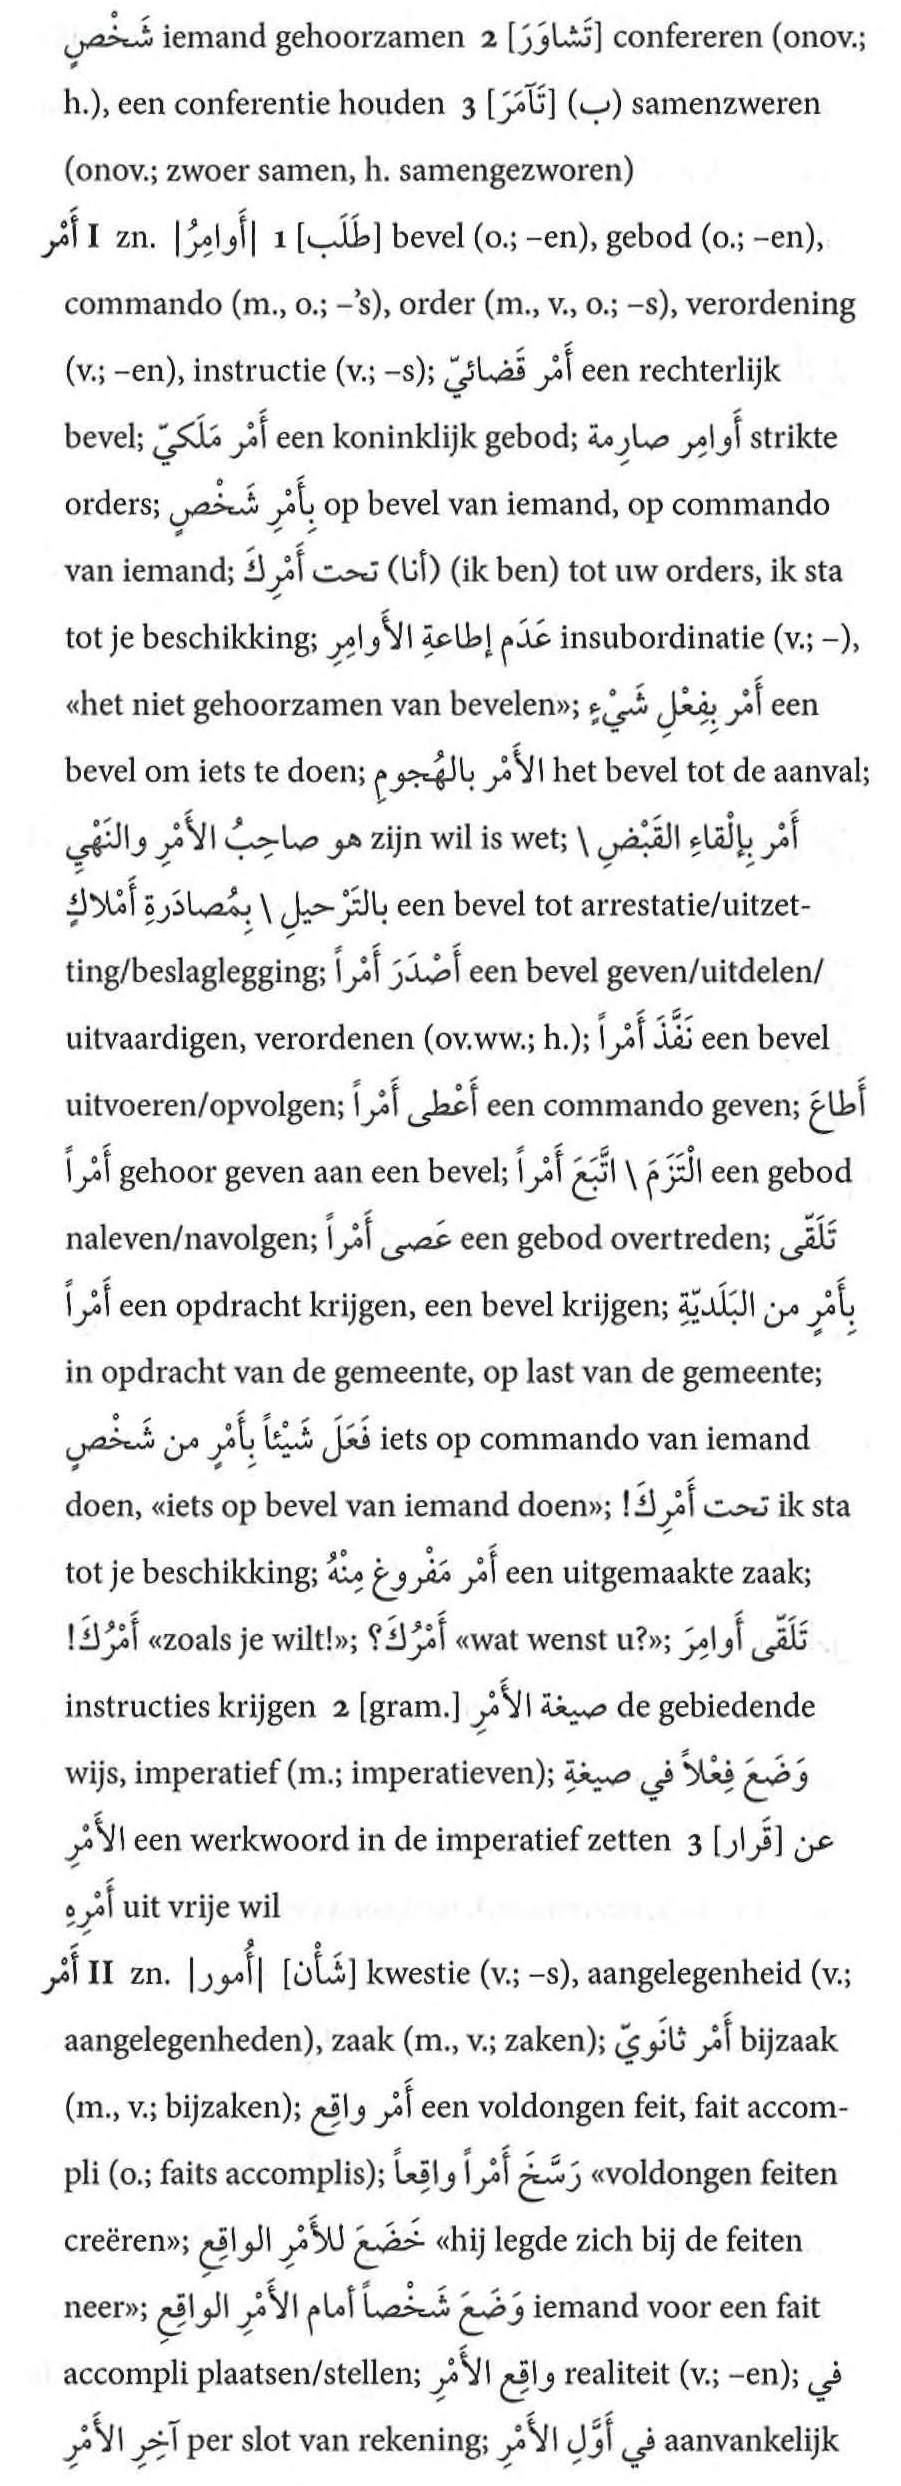 شَخْصٍ iemand gehoorzamen 2 [تَشاوَرَ] confereren (onov.;
h.), een conferentie houden 3 [تَآمَرَ] (بـ) samenzweren
(onov.; zwoer samen, h. samengezworen)
أَمْر I zn. |أَوامِرُ| 1 [طَلَب] bevel (o.; –en), gebod (o.; –en),
commando (m., o.; –’s), order (m., v., o.; –s), verordening
(v.; –en), instructie (v.; –s); أَمْر قَضائيّ een rechterlijk
bevel; أَمْر مَلَكيّ een koninklijk gebod; أَوامِر صارِمة strikte
orders; بِأَمْرِ شَخْصٍ op bevel van iemand, op commando
van iemand; (أنا) تحت أَمْرِكَ (ik ben) tot uw orders, ik sta
tot je beschikking; عَدَم إطاعةِ الأَوامِرِ insubordinatie (v.; –),
«het niet gehoorzamen van bevelen»; أَمْر بِفِعْلِ شَيْءٍ een
bevel om iets te doen; الأَمْر بالهُجومِ het bevel tot de aanval;
هو صاحِبُ الأَمْرِ والنَهْيِ zijn wil is wet; أَمْر بِإلْقاءِ القَبْضِ \
بالتَرْحيلِ \ بِمُصادَرةِ أَمْلاكٍ een bevel tot arrestatie/uitzet-
ting/beslaglegging; أَصْدَرَ أَمْراً een bevel geven/uitdelen/
uitvaardigen, verordenen (ov.ww.; h.); نَفَّذَ أَمْراً een bevel
uitvoeren/opvolgen; أَعْطى أَمْراً een commando geven; أَطاعَ
أَمْراً gehoor geven aan een bevel; الْتَزَمَ \ اتَّبَعَ أَمْراً een gebod
naleven/navolgen; عَصى أَمْراً een gebod overtreden; تَلَقّى
أَمْراً een opdracht krijgen, een bevel krijgen; بِأَمْرٍ من البَلَديّةِ
in opdracht van de gemeente, op last van de gemeente;
فَعَلَ شَيْئاً بِأَمْرٍ من شَخْصٍ iets op commando van iemand
doen, «iets op bevel van iemand doen»; تحت أَمْرِكَ! ik sta
tot je beschikking; أَمْر مَفْروغ مِنْهُ een uitgemaakte zaak;
أَمْرُكَ! «zoals je wilt!»; أَمْرُكَ؟ «wat wenst u?»; تَلَقّى أَوامِرَ
instructies krijgen 2 [gram.] صيغة الأَمْرِ de gebiedende
wijs, imperatief (m.; imperatieven); وَضَعَ فِعْلاً في صيغةِ
الأَمْرِ een werkwoord in de imperatief zetten 3 [قَرار] عن
أَمْرِهِ uit vrije wil
أَمْر II zn. |أُمور| [شَأْن] kwestie (v.; –s), aangelegenheid (v.;
aangelegenheden), zaak (m., v.; zaken); أَمْر ثانَويّ bijzaak
(m., v.; bijzaken); أَمْر واقِع een voldongen feit, fait accom-
pli (o.; faits accomplis); رَسَّخَ أَمْراً واقِعاً «voldongen feiten
creëren»; خَضَعَ للأَمْرِ الواقِعِ «hij legde zich bij de feiten
neer»; وَضَعَ شَخْصاً أمام الأَمْرِ الواقِعِ iemand voor een fait
accompli plaatsen/stellen; واقِع الأَمْرِ realiteit (v.; –en); في
آخِرِ الأَمْرِ per slot van rekening; في أَوَّلِ الأَمْرِ aanvankelijk